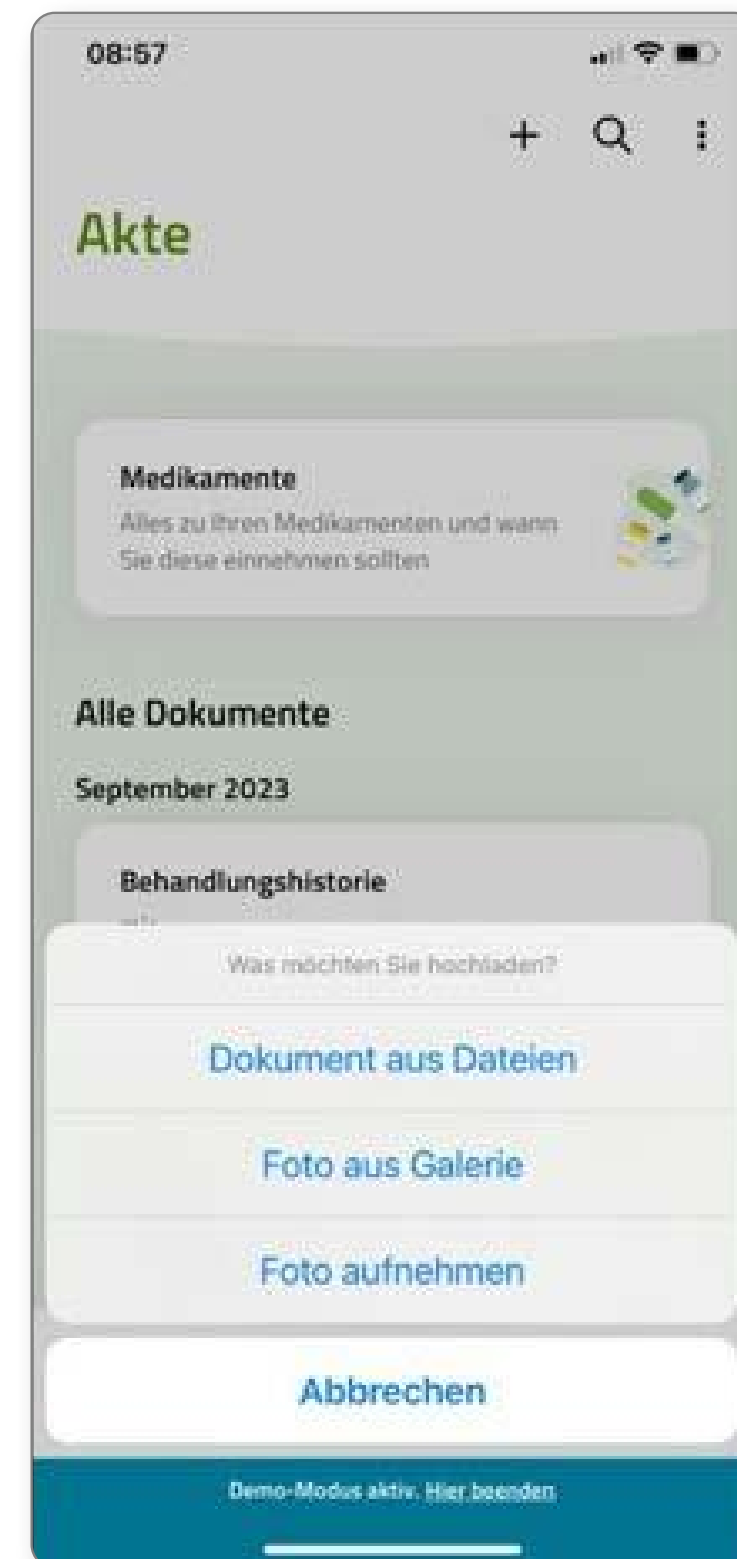 08:57
Akte
Medikamente
Alles zu Ihren Medikamenten und wann
Sie diese einnehmen sollten
Alle Dokumente
September 2023
Behandlungshistorie
Was möchten Sie hochladen?
Dokument aus Dateien
Foto aus Galerie
Foto aufnehmen
Abbrechen
Demo-Modus aktiv. Hier beenden